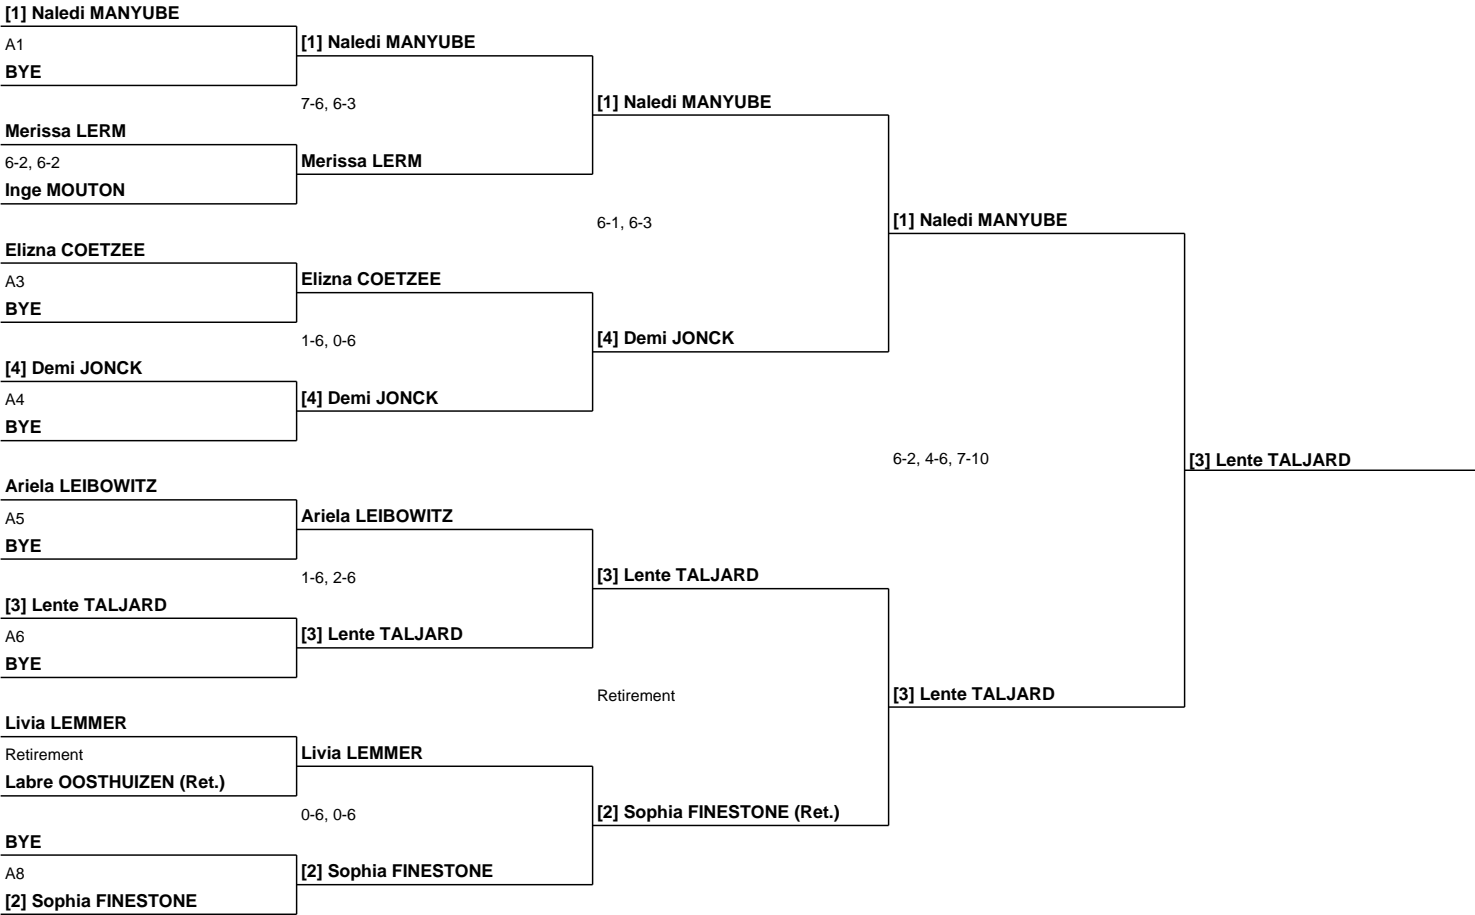 [1] Naledi MANYUBE
A1
BYE
Merissa LERM
6-2, 6-2
Inge MOUTON
Elizna COETZEE
A3
BYE
[4] Demi JONCK
A4
BYE
Ariela LEIBOWITZ
A5
BYE
[3] Lente TALJARD
A6
BYE
Livia LEMMER
Retirement
Labre OOSTHUIZEN (Ret.)
BYE
A8
[2] Sophia FINESTONE
[1] Naledi MANYUBE
7-6, 6-3
Merissa LERM
Elizna COETZEE
1-6, 0-6
[4] Demi JONCK
Ariela LEIBOWITZ
1-6, 2-6
[3] Lente TALJARD
Livia LEMMER
0-6, 0-6
[2] Sophia FINESTONE
[1] Naledi MANYUBE
6-1, 6-3
[4] Demi JONCK
[3] Lente TALJARD
Retirement
[2] Sophia FINESTONE (Ret.)
[1] Naledi MANYUBE
6-2, 4-6, 7-10
[3] Lente TALJARD
[3] Lente TALJARD